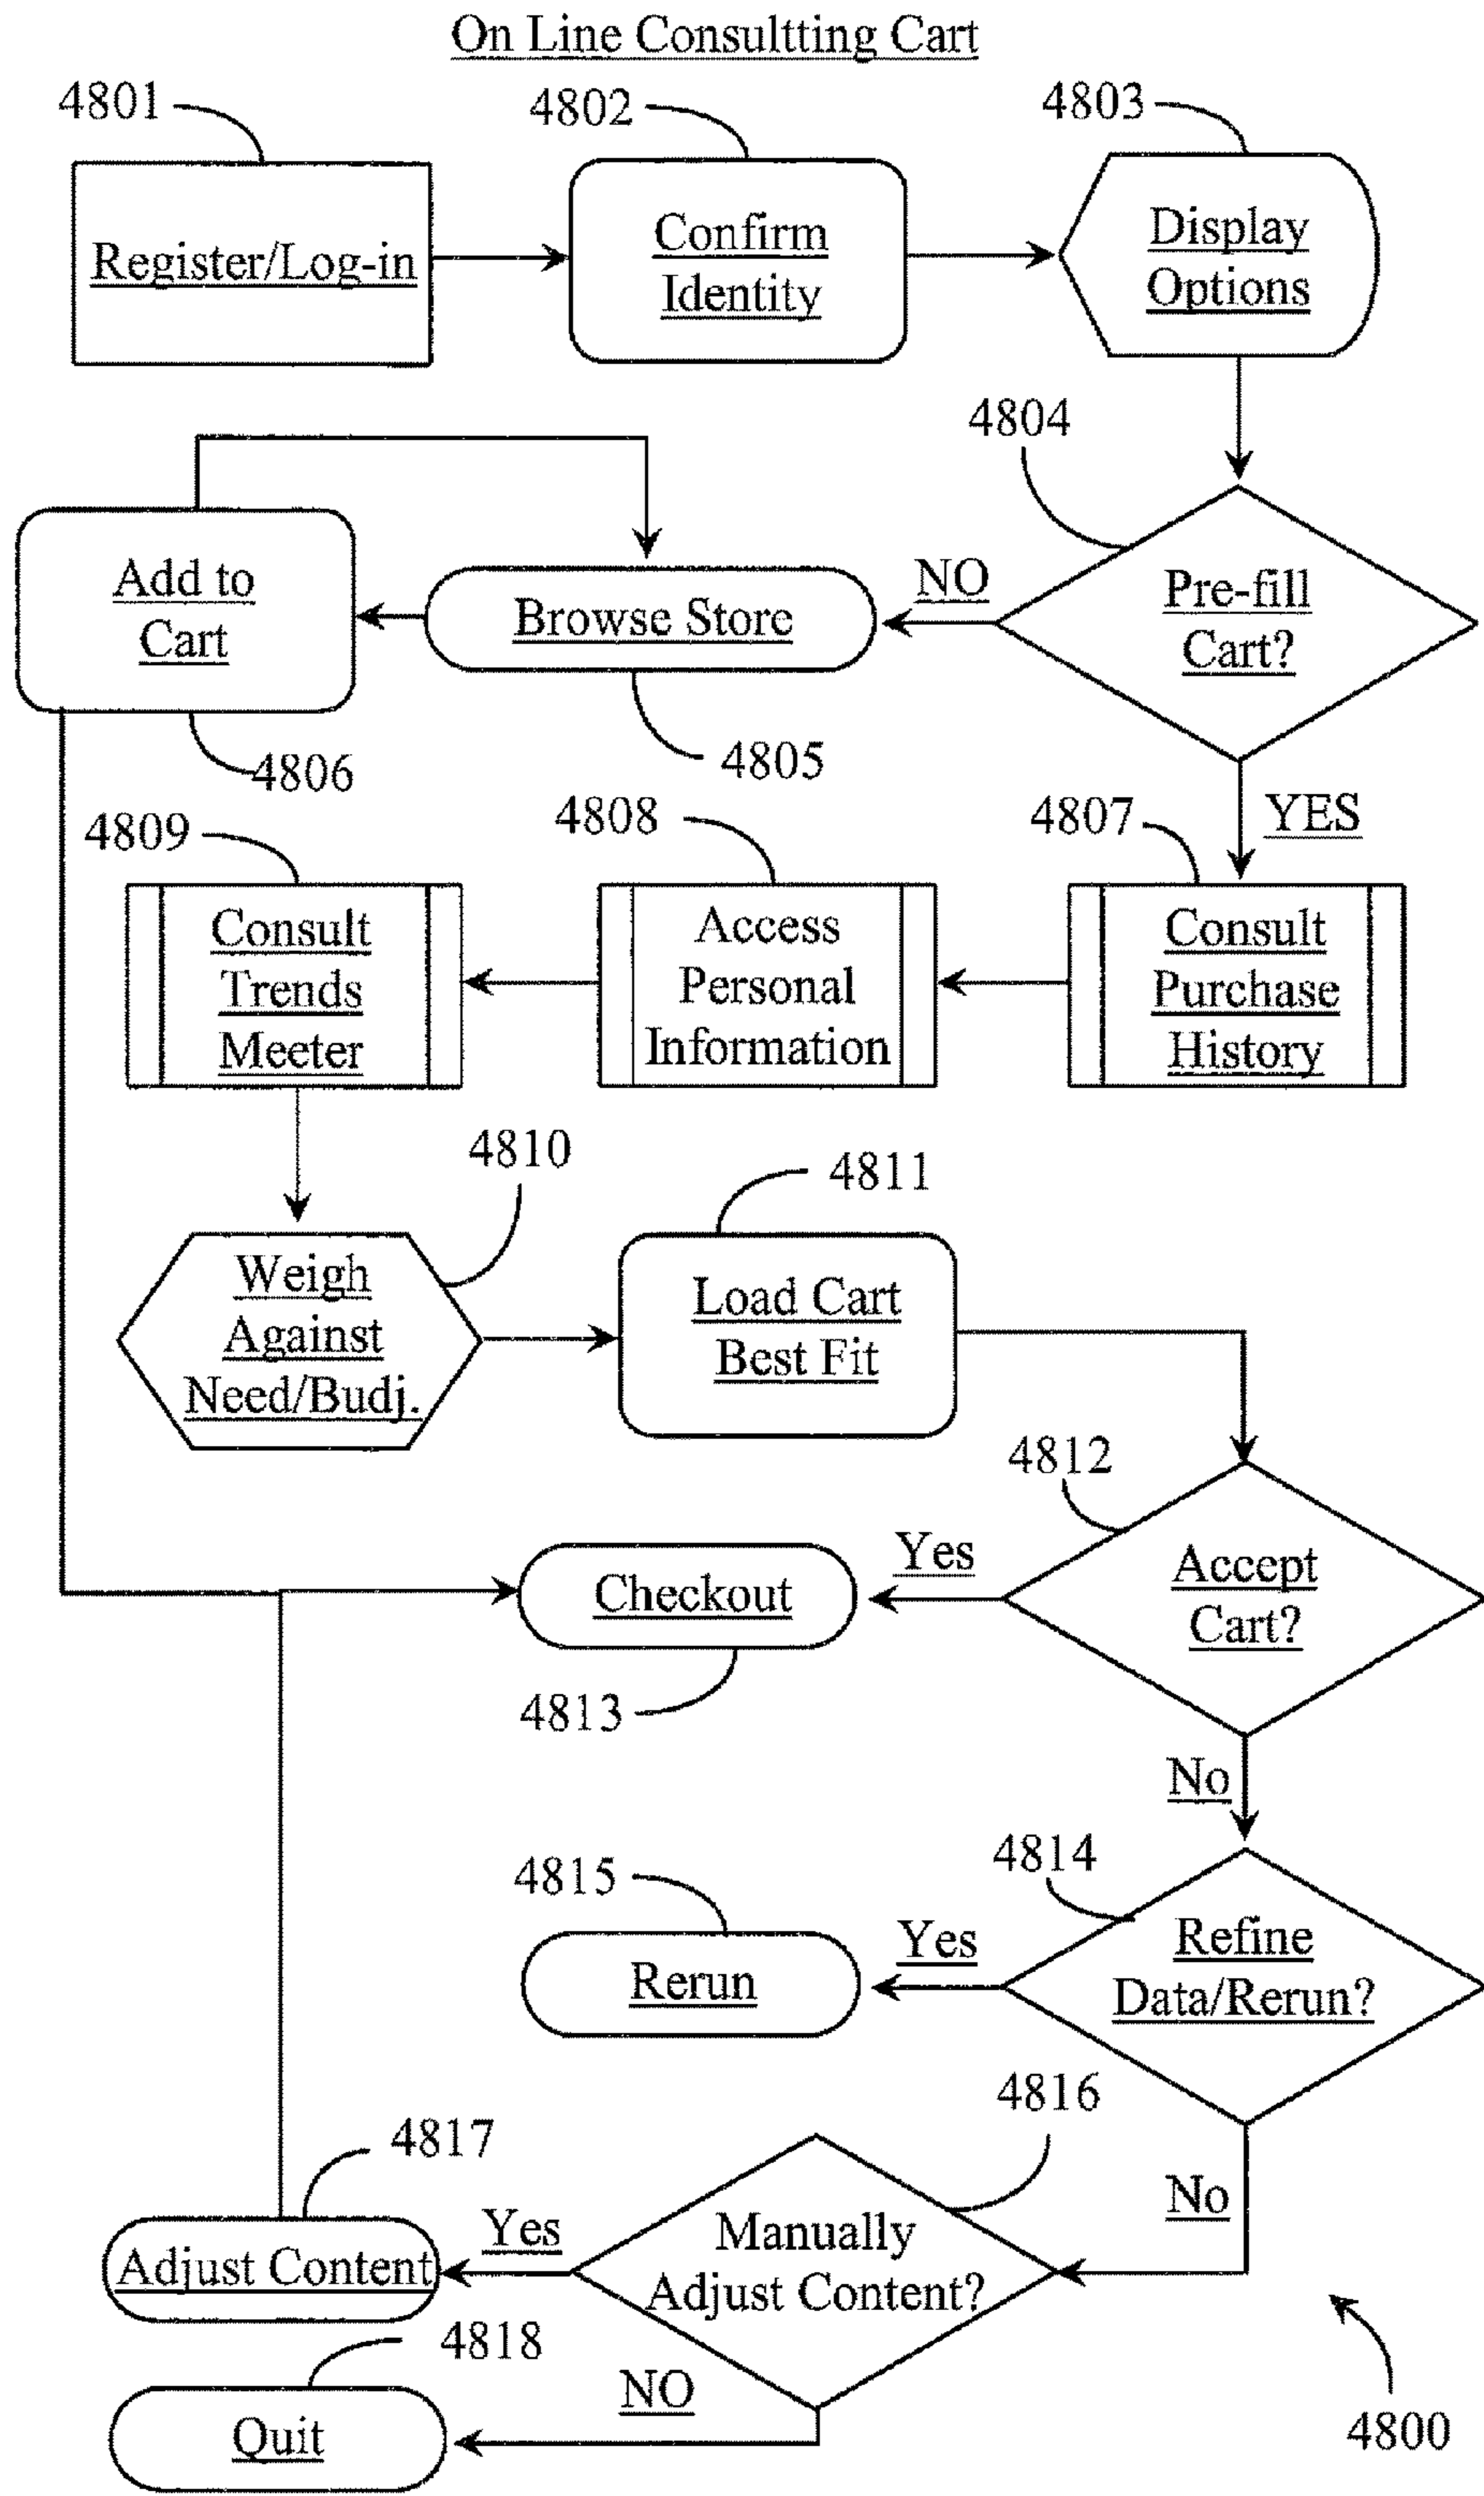 On Line Consultting Cart
4801
4802
4803
Register/Log-in
Confirm
Identity
Display
Options
4804
Add to
Cart
Browse Store
NO
Pre-fill
Cart?
4806
4805
4809
4808
4807
YES
Consult
Trends
Meeter
Access
Personal
Information
Consult
Purchase
History
4810
4811
Weigh
Against
Need/Budj.
Load Cart
Best Fit
4812
Checkout
Yes
Accept
Cart?
4813
No
4815
4814
Rerun
Yes
Refine
Data/Rerun?
4816
4817
No
Adjust Content
Yes
Manually
Adjust Content?
4818
Quit
NO
4800